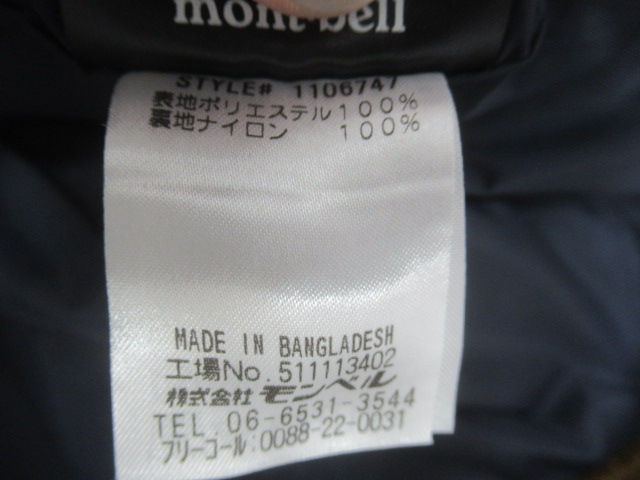 mont-bell
STYLE# 1106747
表地ポリエステル100%
裏地ナイロン 100%
MADE IN BANGLADESH
工場No.511113402
株式会社モンベル
TEL.06-6531-3544
フリーコール:0088-22-0031